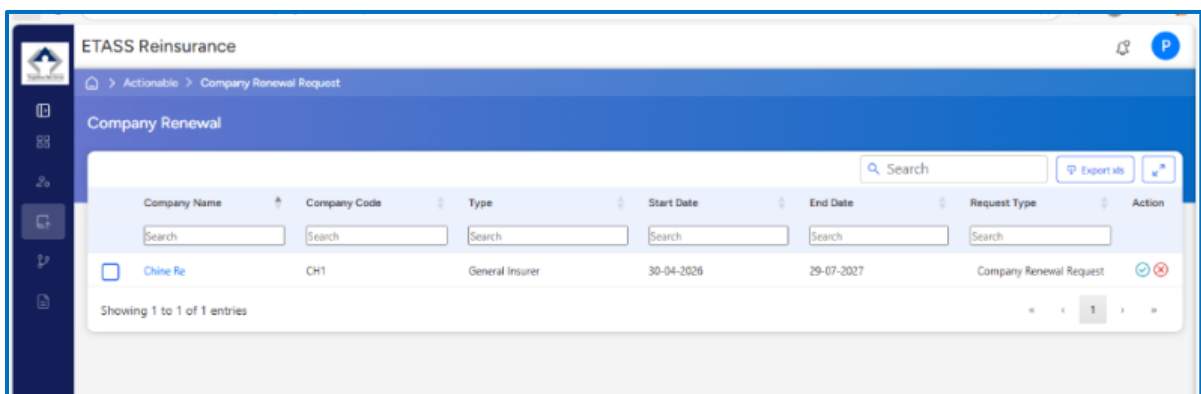 ETASS Reinsurance
P
> Actionable > Company Renewal Request
Company Renewal
Search
Export xls
Company Name
Company Code
Type
Start Date
End Date
Request Type
Action
Search
Search
Search
Search
Search
Search
Chine Re
CH1
General Insurer
30-04-2026
29-07-2027
Company Renewal Request
Showing 1 to 1 of 1 entries
« ‹ 1 › »